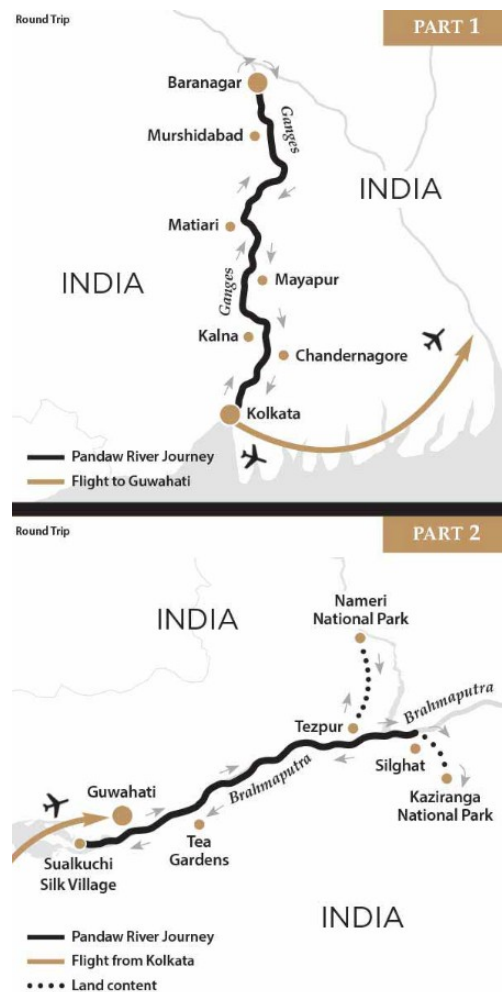 Round Trip
PART 1
Baranagar
Ganges
Murshidabad
INDIA
Matiari
INDIA
Mayapur
Ganges
Kalna
Chandernagore
Kolkata
Pandaw River Journey
Flight to Guwahati
Round Trip
PART 2
INDIA
Nameri
National Park
Brahmaputra
Tezpur
Silghat
Brahmaputra
Guwahati
Kaziranga
National Park
Tea
Gardens
Sualkuchi
Silk Village
INDIA
Pandaw River Journey
Flight from Kolkata
Land content